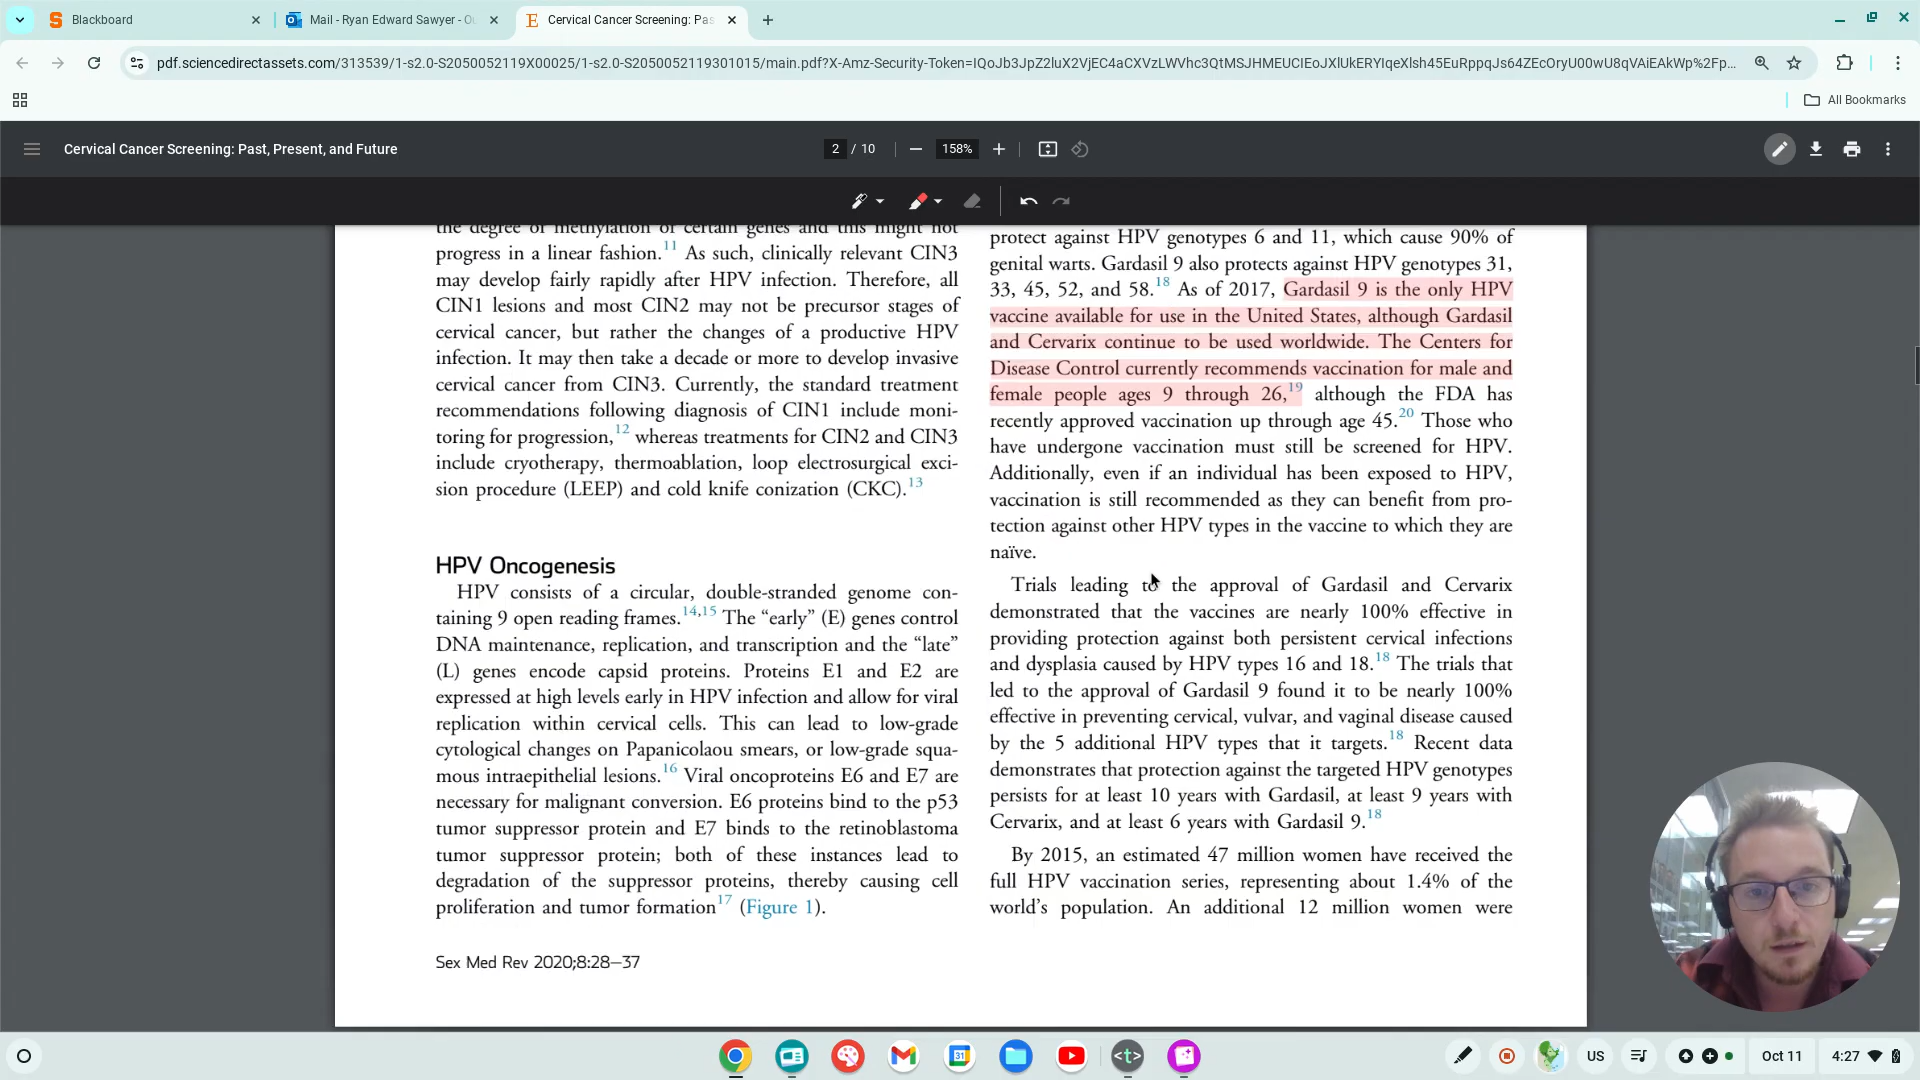 Blackboard
Mail - Ryan Edward Sawyer - Ou
Cervical Cancer Screening: Pas
pdf.sciencedirectassets.com/313539/1-s2.0-S2050052119X00025/1-s2.0-S2050052119301015/main.pdf?X-Amz-Security-Token=IQoJb3JpZ2luX2VjEC4aCXVzLWVhc3QtMSJHMEUCIEoJXlUkERYIqeXlsh45EuRppqJs64ZEcOryU00wU8qVAiEAkWp%2Fp...
All Bookmarks
Cervical Cancer Screening: Past, Present, and Future
2 / 10
158%
the degree of methylation of certain genes and this might not
progress in a linear fashion.11 As such, clinically relevant CIN3
may develop fairly rapidly after HPV infection. Therefore, all
CIN1 lesions and most CIN2 may not be precursor stages of
cervical cancer, but rather the changes of a productive HPV
infection. It may then take a decade or more to develop invasive
cervical cancer from CIN3. Currently, the standard treatment
recommendations following diagnosis of CIN1 include moni-
toring for progression,12 whereas treatments for CIN2 and CIN3
include cryotherapy, thermoablation, loop electrosurgical exci-
sion procedure (LEEP) and cold knife conization (CKC).13
HPV Oncogenesis
HPV consists of a circular, double-stranded genome con-
taining 9 open reading frames.14,15 The “early” (E) genes control
DNA maintenance, replication, and transcription and the “late”
(L) genes encode capsid proteins. Proteins E1 and E2 are
expressed at high levels early in HPV infection and allow for viral
replication within cervical cells. This can lead to low-grade
cytological changes on Papanicolaou smears, or low-grade squa-
mous intraepithelial lesions.16 Viral oncoproteins E6 and E7 are
necessary for malignant conversion. E6 proteins bind to the p53
tumor suppressor protein and E7 binds to the retinoblastoma
tumor suppressor protein; both of these instances lead to
degradation of the suppressor proteins, thereby causing cell
proliferation and tumor formation17 (Figure 1).
Sex Med Rev 2020;8:28–37
protect against HPV genotypes 6 and 11, which cause 90% of
genital warts. Gardasil 9 also protects against HPV genotypes 31,
33, 45, 52, and 58.18 As of 2017, Gardasil 9 is the only HPV
vaccine available for use in the United States, although Gardasil
and Cervarix continue to be used worldwide. The Centers for
Disease Control currently recommends vaccination for male and
female people ages 9 through 26,19 although the FDA has
recently approved vaccination up through age 45.20 Those who
have undergone vaccination must still be screened for HPV.
Additionally, even if an individual has been exposed to HPV,
vaccination is still recommended as they can benefit from pro-
tection against other HPV types in the vaccine to which they are
naïve.
Trials leading to the approval of Gardasil and Cervarix
demonstrated that the vaccines are nearly 100% effective in
providing protection against both persistent cervical infections
and dysplasia caused by HPV types 16 and 18.18 The trials that
led to the approval of Gardasil 9 found it to be nearly 100%
effective in preventing cervical, vulvar, and vaginal disease caused
by the 5 additional HPV types that it targets.18 Recent data
demonstrates that protection against the targeted HPV genotypes
persists for at least 10 years with Gardasil, at least 9 years with
Cervarix, and at least 6 years with Gardasil 9.18
By 2015, an estimated 47 million women have received the
full HPV vaccination series, representing about 1.4% of the
world’s population. An additional 12 million women were
US
Oct 11
4:27